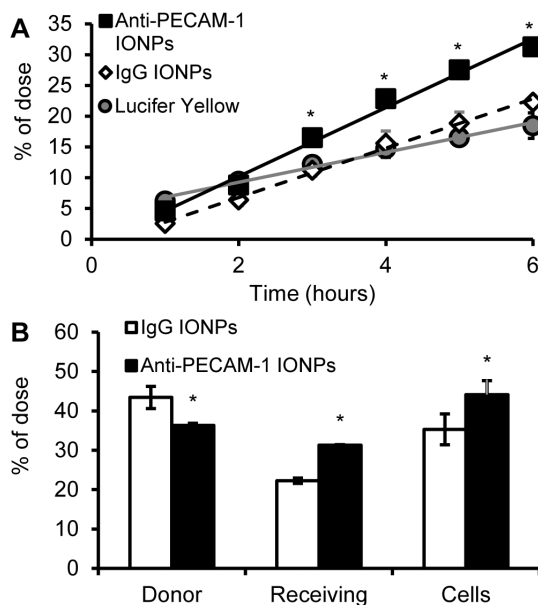 A
Anti-PECAM-1
IONPs
IgG IONPs
Lucifer Yellow
% of dose
35
30
25
20
15
10
5
0
* * * *
0 2 4 6
Time (hours)
B
IgG IONPs
Anti-PECAM-1 IONPs
% of dose
60
50
40
30
20
10
0
* * *
Donor Receiving Cells